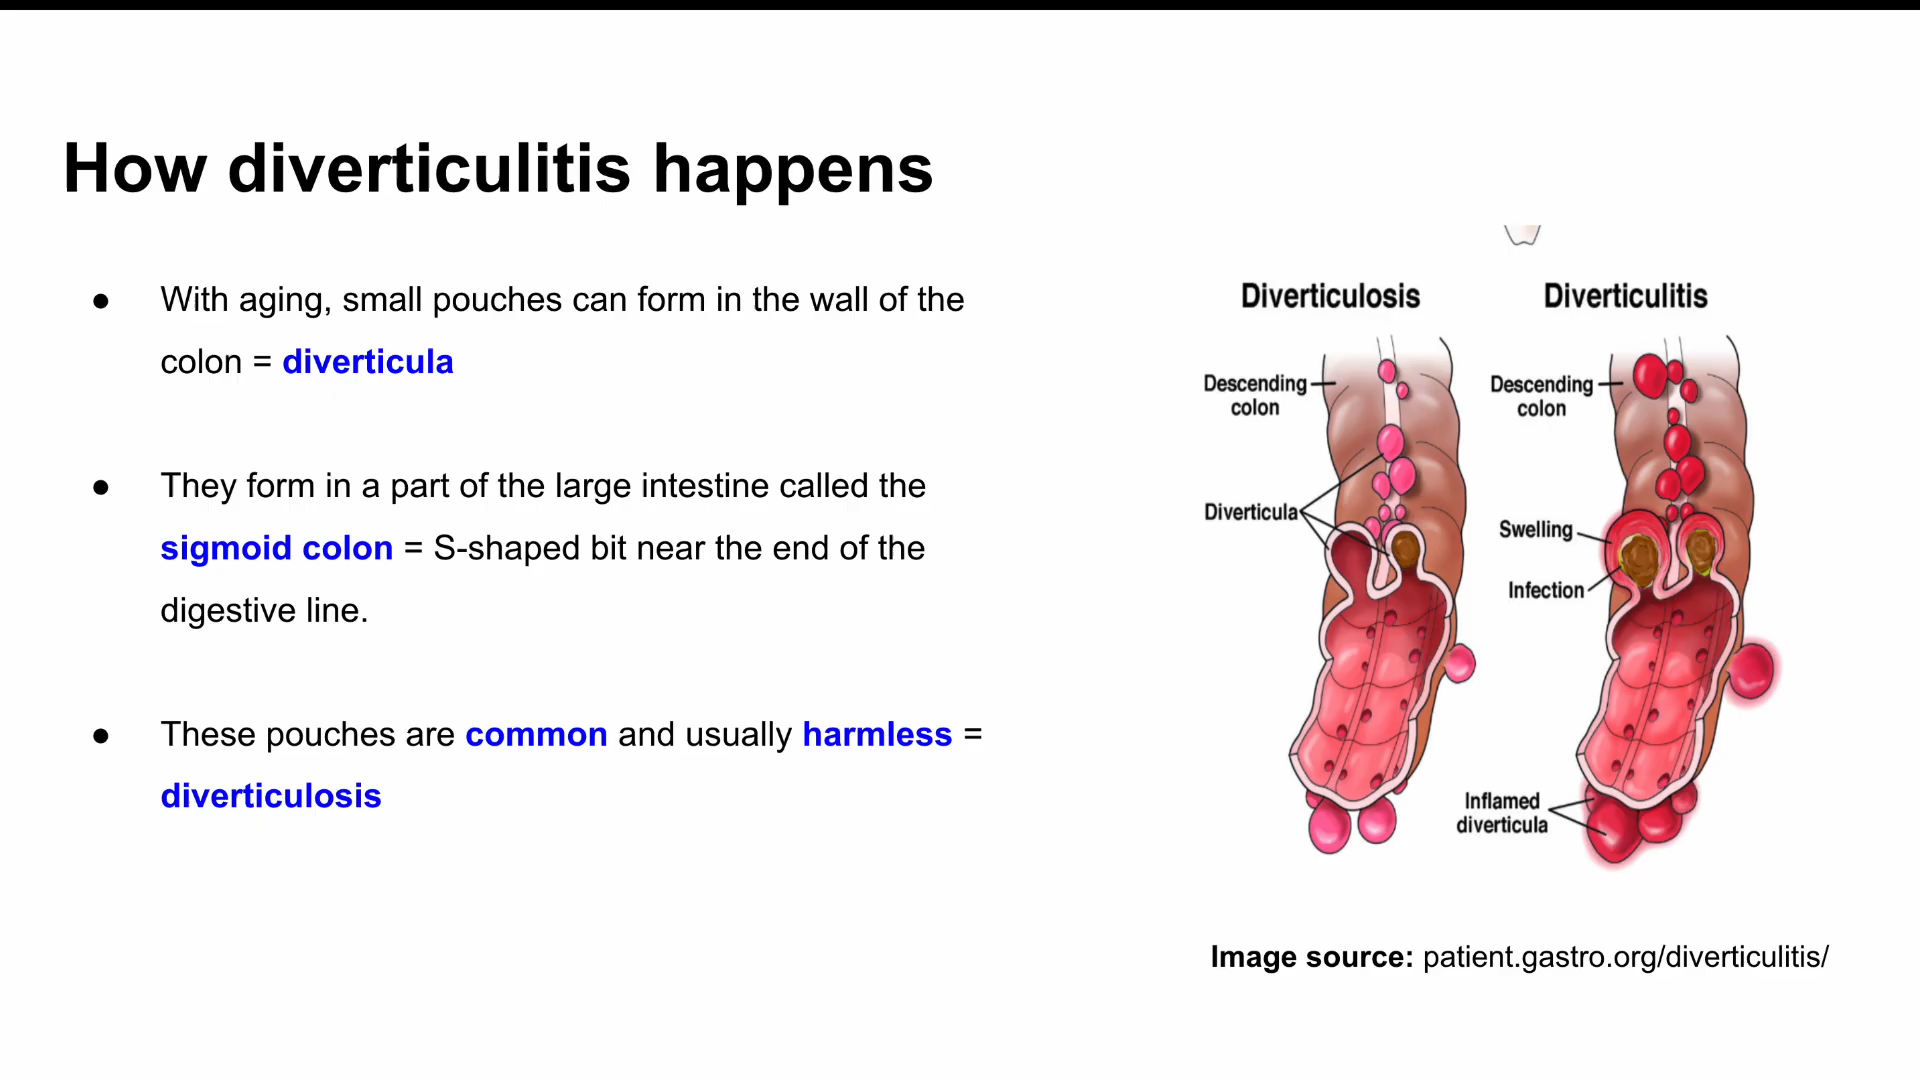 How diverticulitis happens
● With aging, small pouches can form in the wall of the
colon = diverticula
● They form in a part of the large intestine called the
sigmoid colon = S-shaped bit near the end of the
digestive line.
● These pouches are common and usually harmless =
diverticulosis
Diverticulosis
Descending
colon
Diverticula
Diverticulitis
Descending
colon
Swelling
Infection
Inflamed
diverticula
Image source: patient.gastro.org/diverticulitis/